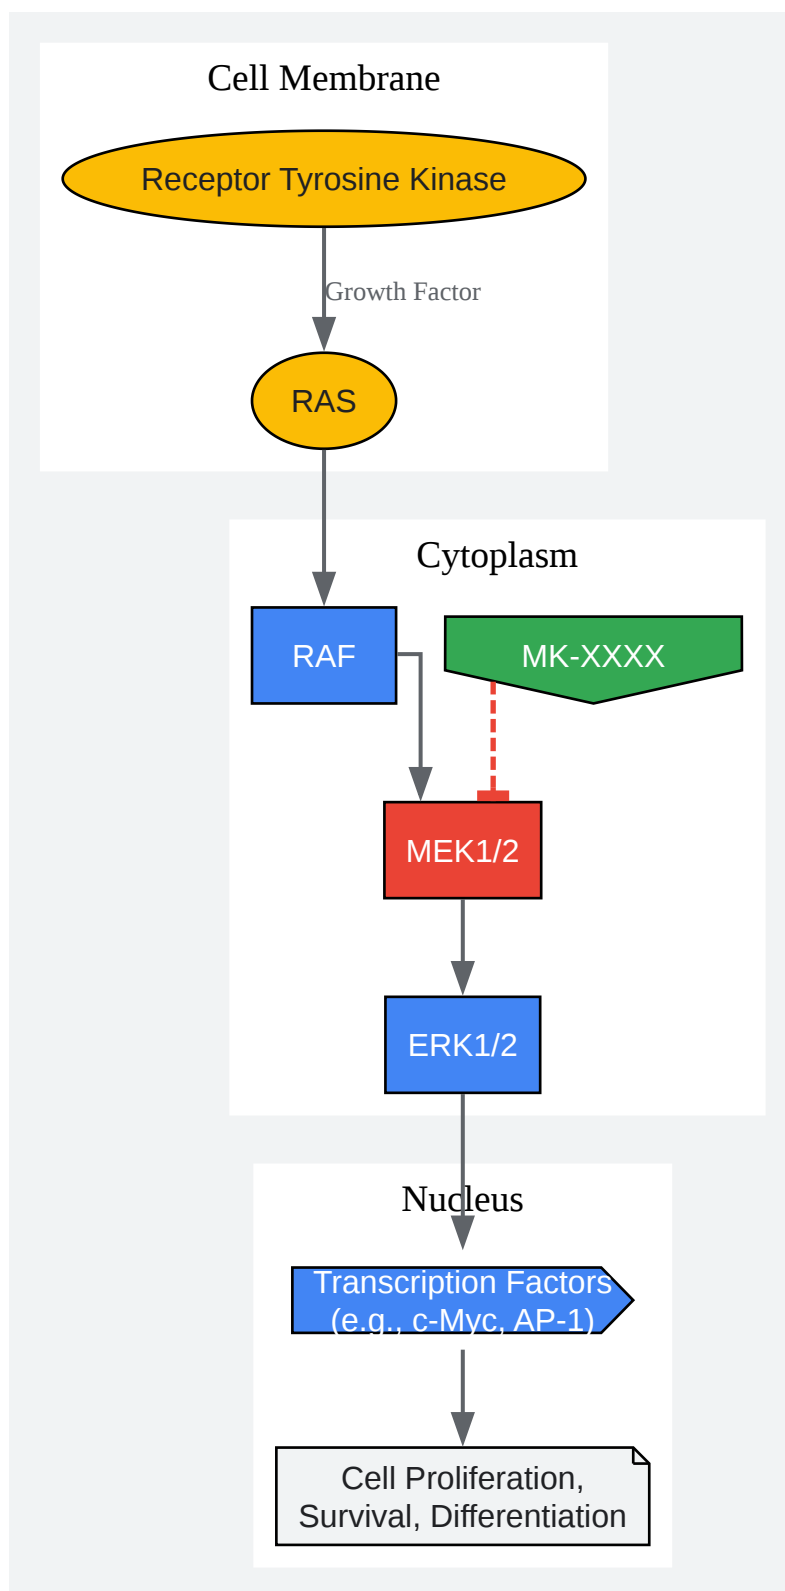 Cell Membrane
Receptor Tyrosine Kinase
Growth Factor
RAS
Cytoplasm
RAF
MK-XXXX
MEK1/2
ERK1/2
Nucleus
Transcription Factors
(e.g., c-Myc, AP-1)
Cell Proliferation,
Survival, Differentiation